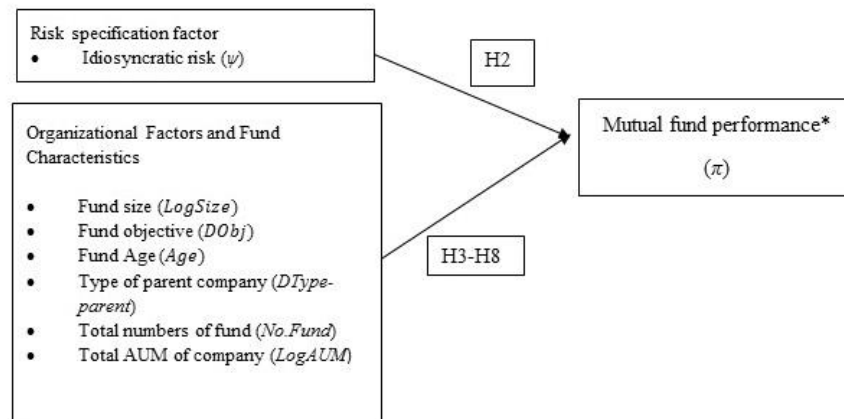 Risk specification factor
• Idiosyncratic risk (ψ)
H2
Mutual fund performance*
(π)
Organizational Factors and Fund
Characteristics
• Fund size (LogSize)
• Fund objective (DObj)
• Fund Age (Age)
• Type of parent company (DType-
parent)
• Total numbers of fund (No.Fund)
• Total AUM of company (LogAUM)
H3-H8